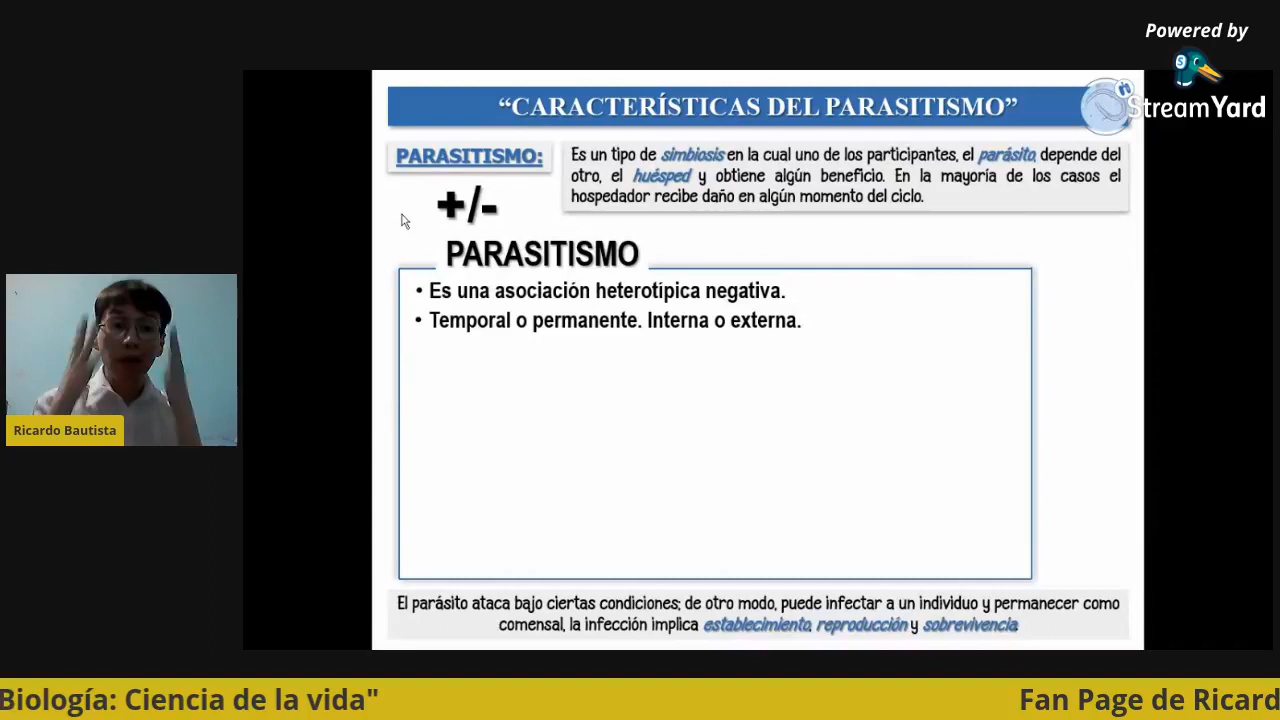 Powered by
StreamYard
“CARACTERÍSTICAS DEL PARASITISMO”
PARASITISMO:
Es un tipo de simbiosis en la cual uno de los participantes, el parásito, depende del
otro, el huésped y obtiene algún beneficio. En la mayoría de los casos el
hospedador recibe daño en algún momento del ciclo.
+/-
PARASITISMO
• Es una asociación heterotípica negativa.
• Temporal o permanente. Interna o externa.
Ricardo Bautista
El parásito ataca bajo ciertas condiciones; de otro modo, puede infectar a un individuo y permanecer como
comensal, la infección implica establecimiento, reproducción y sobrevivencia.
Biología: Ciencia de la vida"
Fan Page de Ricard